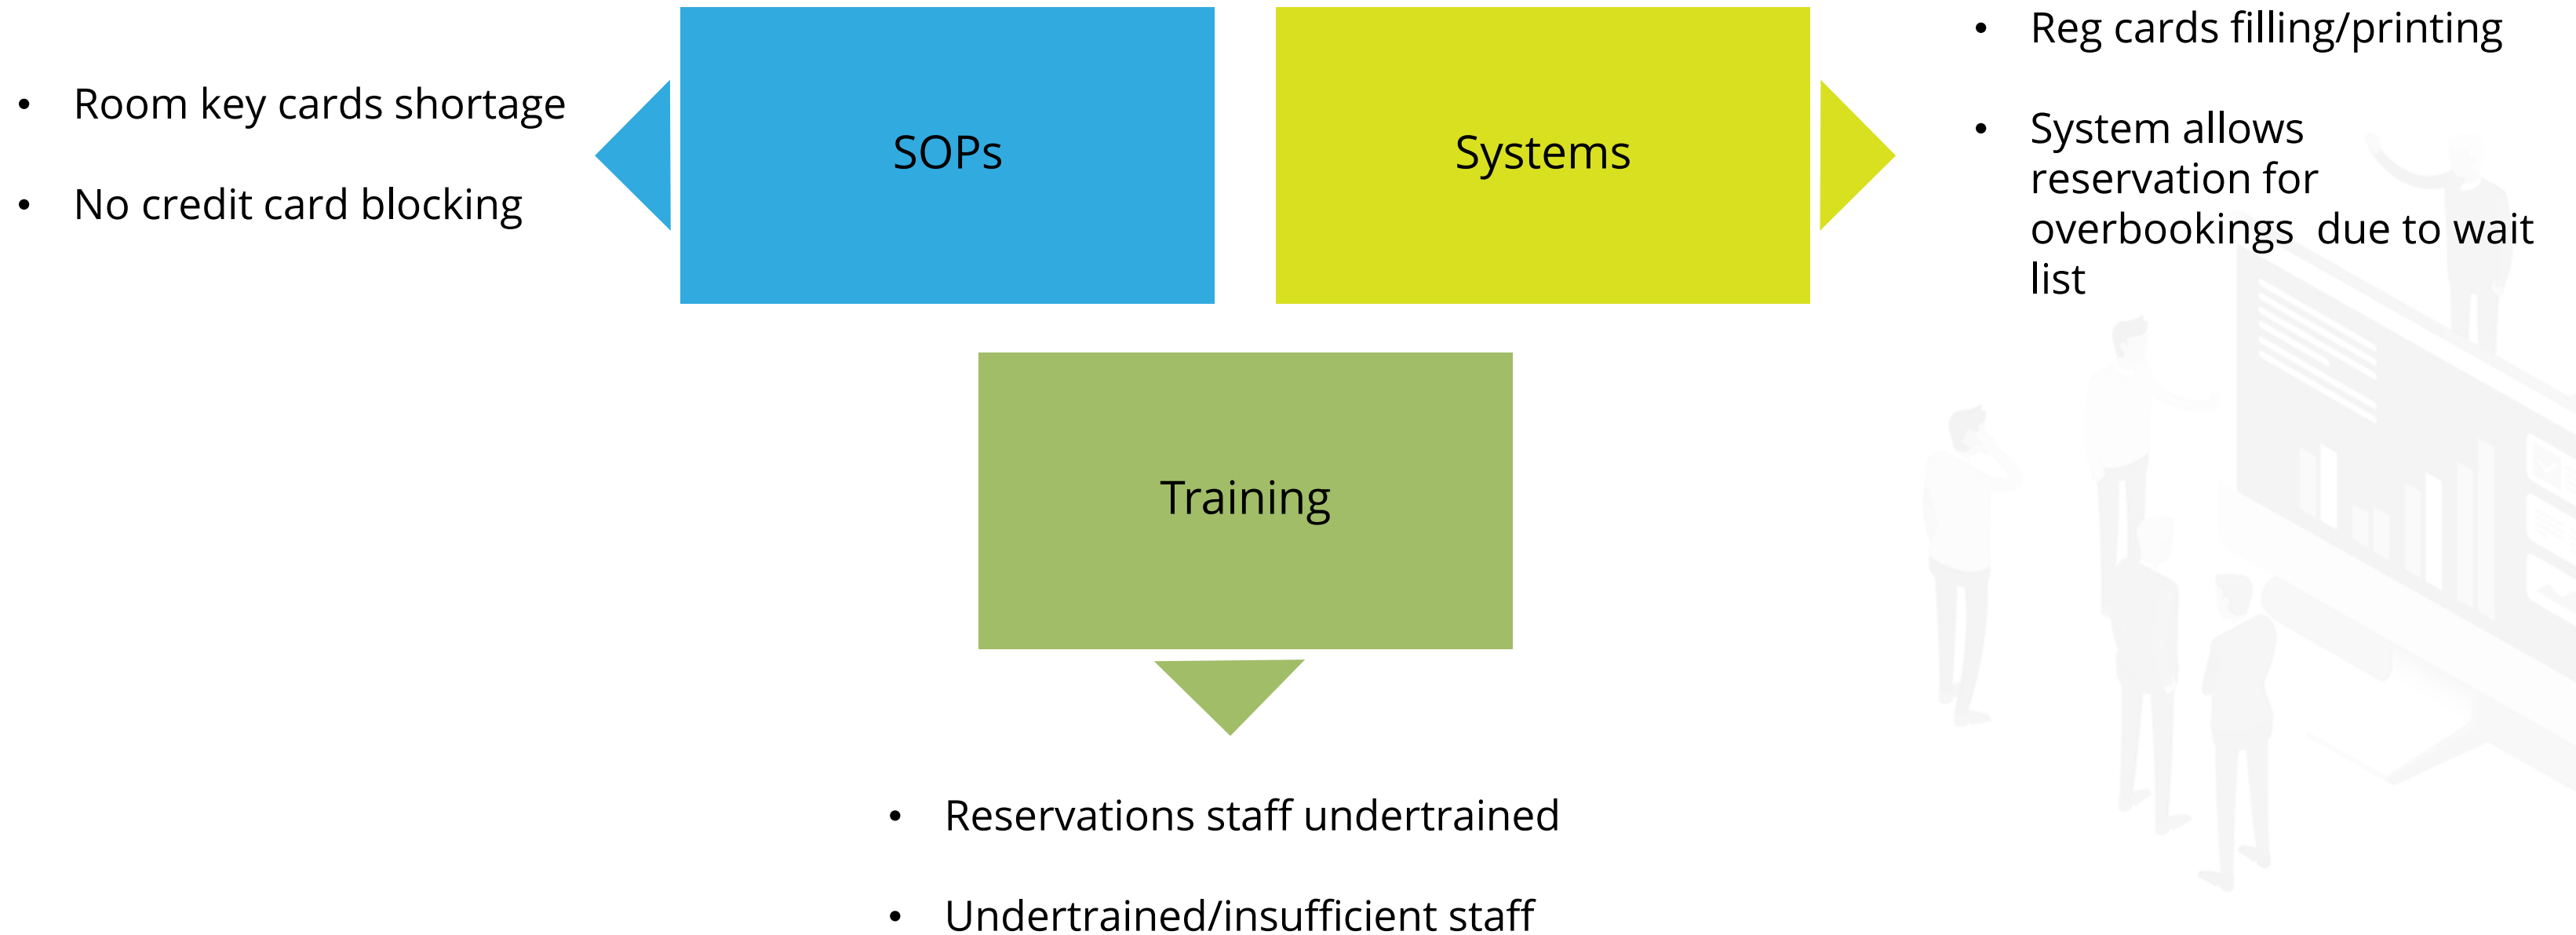 • Room key cards shortage
• No credit card blocking
SOPs
Systems
• Reg cards filling/printing
• System allows
reservation for
overbookings  due to wait
list
Training
• Reservations staff undertrained
• Undertrained/insufficient staff